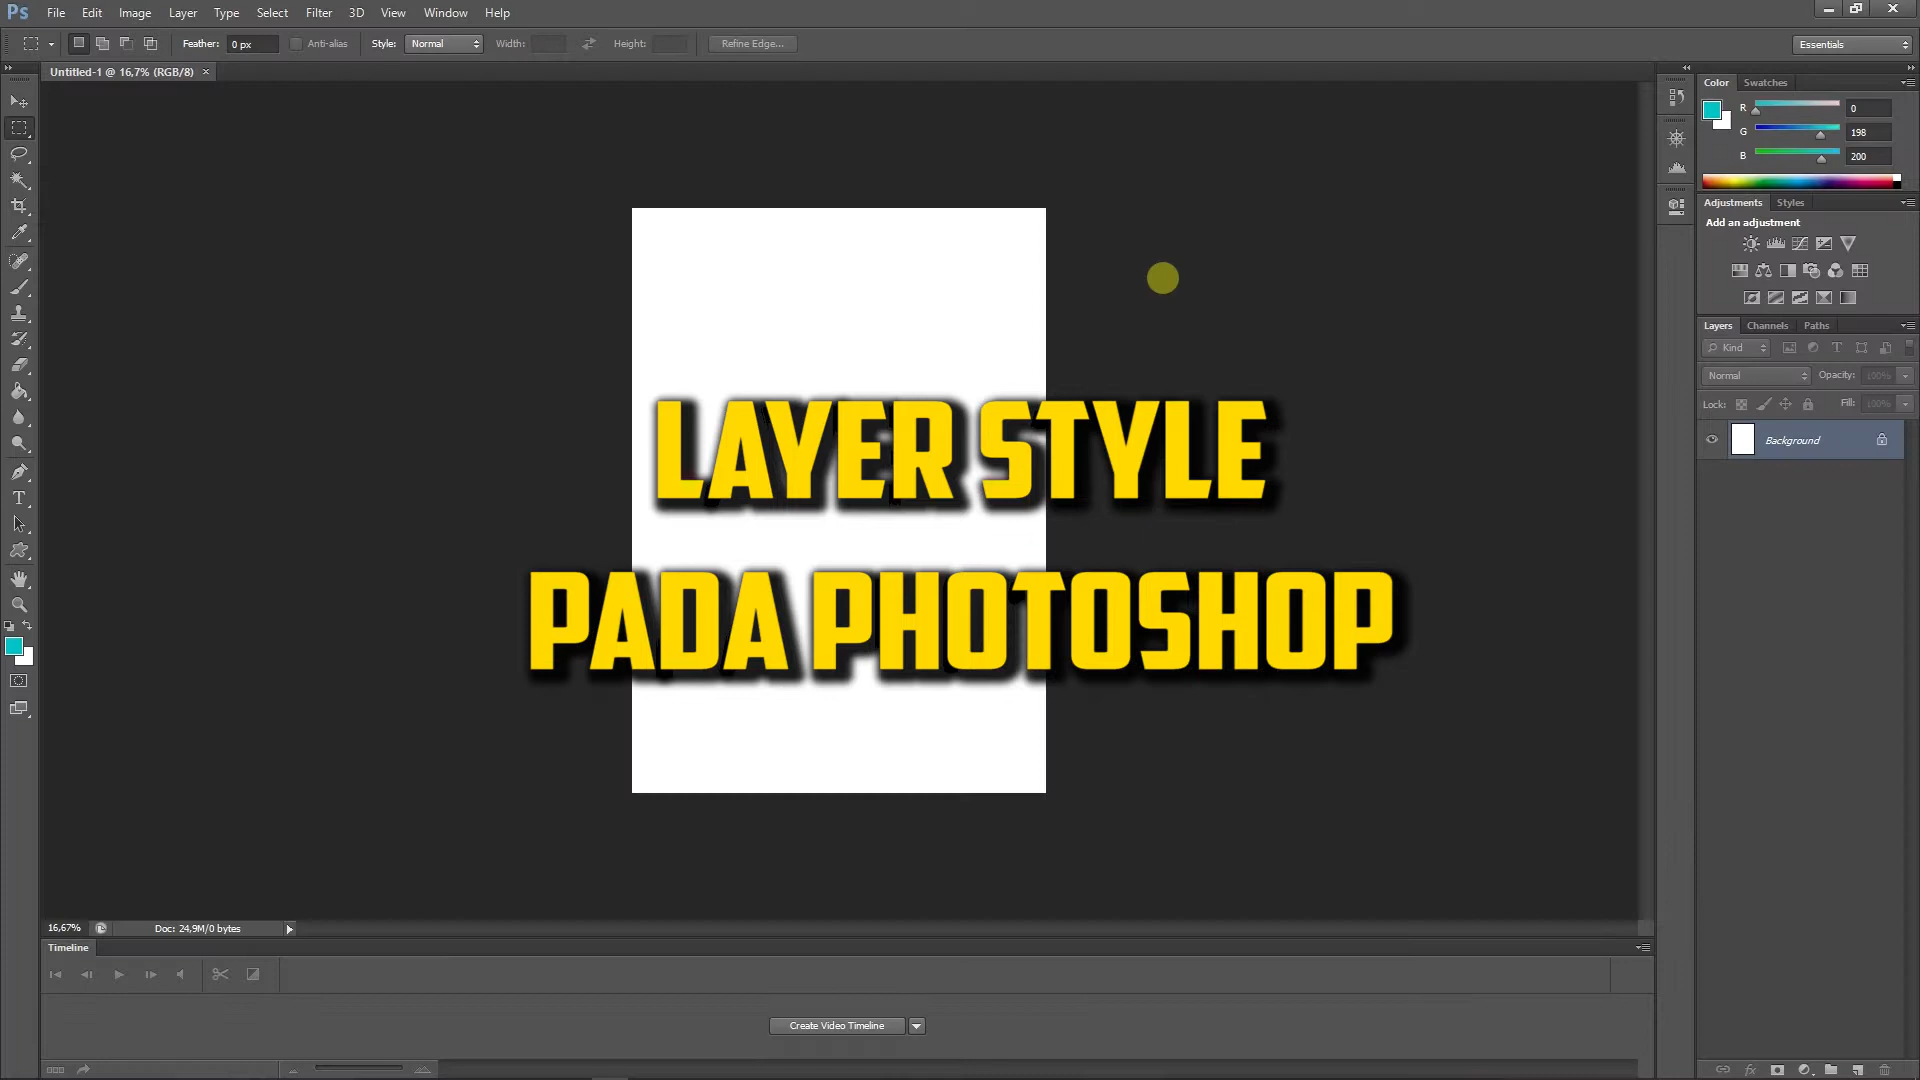 Ps File Edit Image Layer Type Select Filter 3D View Window Help
Feather: 0 px Anti-alias Style: Normal Width: Height: Refine Edge... Essentials
Untitled-1 @ 16,7% (RGB/8) ×
Color Swatches
R 0
G 198
B 200
Adjustments Styles
Add an adjustment
Layers Channels Paths
Kind
Normal Opacity: 100%
Lock: Fill: 100%
Background
LAYER STYLE
PADA PHOTOSHOP
16,67% Doc: 24,9M/0 bytes
Timeline
Create Video Timeline